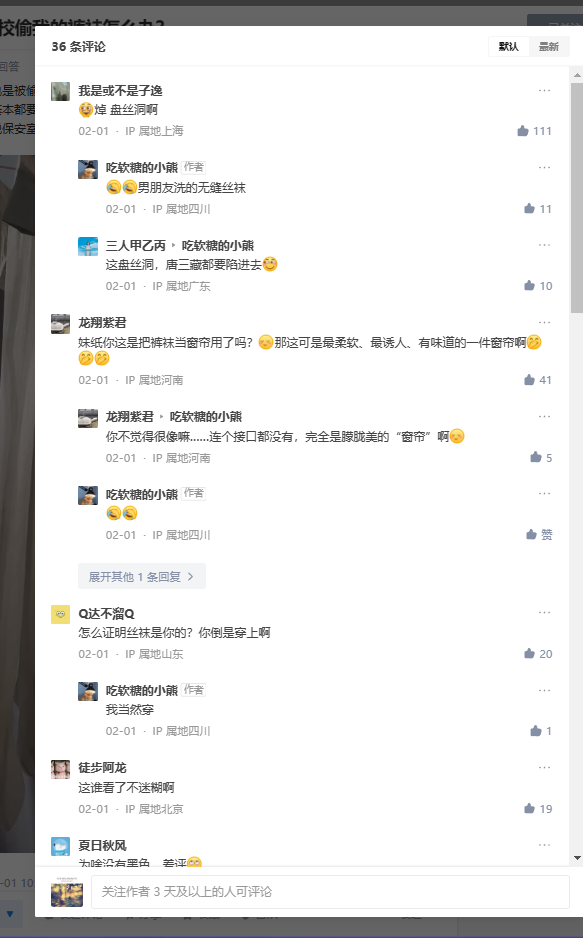 校偷我的裤袜怎么办?
36 条评论
默认
最新
回答
我是或不是子逸
焯 盘丝洞啊
02-01 · IP 属地上海
111
吃软糖的小熊 作者
男朋友洗的无缝丝袜
02-01 · IP 属地四川
11
三人甲乙丙 ‣ 吃软糖的小熊
这盘丝洞，唐三藏都要陷进去
02-01 · IP 属地广东
10
龙翔紫君
妹纸你这是把裤袜当窗帘用了吗？那这可是最柔软、最诱人、有味道的一件窗帘啊
02-01 · IP 属地河南
41
龙翔紫君 ‣ 吃软糖的小熊
你不觉得很像嘛......连个接口都没有，完全是朦胧美的“窗帘”啊
02-01 · IP 属地河南
5
吃软糖的小熊 作者
02-01 · IP 属地四川
赞
展开其他 1 条回复 >
Q达不溜Q
怎么证明丝袜是你的？你倒是穿上啊
02-01 · IP 属地山东
20
吃软糖的小熊 作者
我当然穿
02-01 · IP 属地四川
1
徒步阿龙
这谁看了不迷糊啊
02-01 · IP 属地北京
19
夏日秋风
为啥没有黑色，差评
关注作者 3 天及以上的人可评论